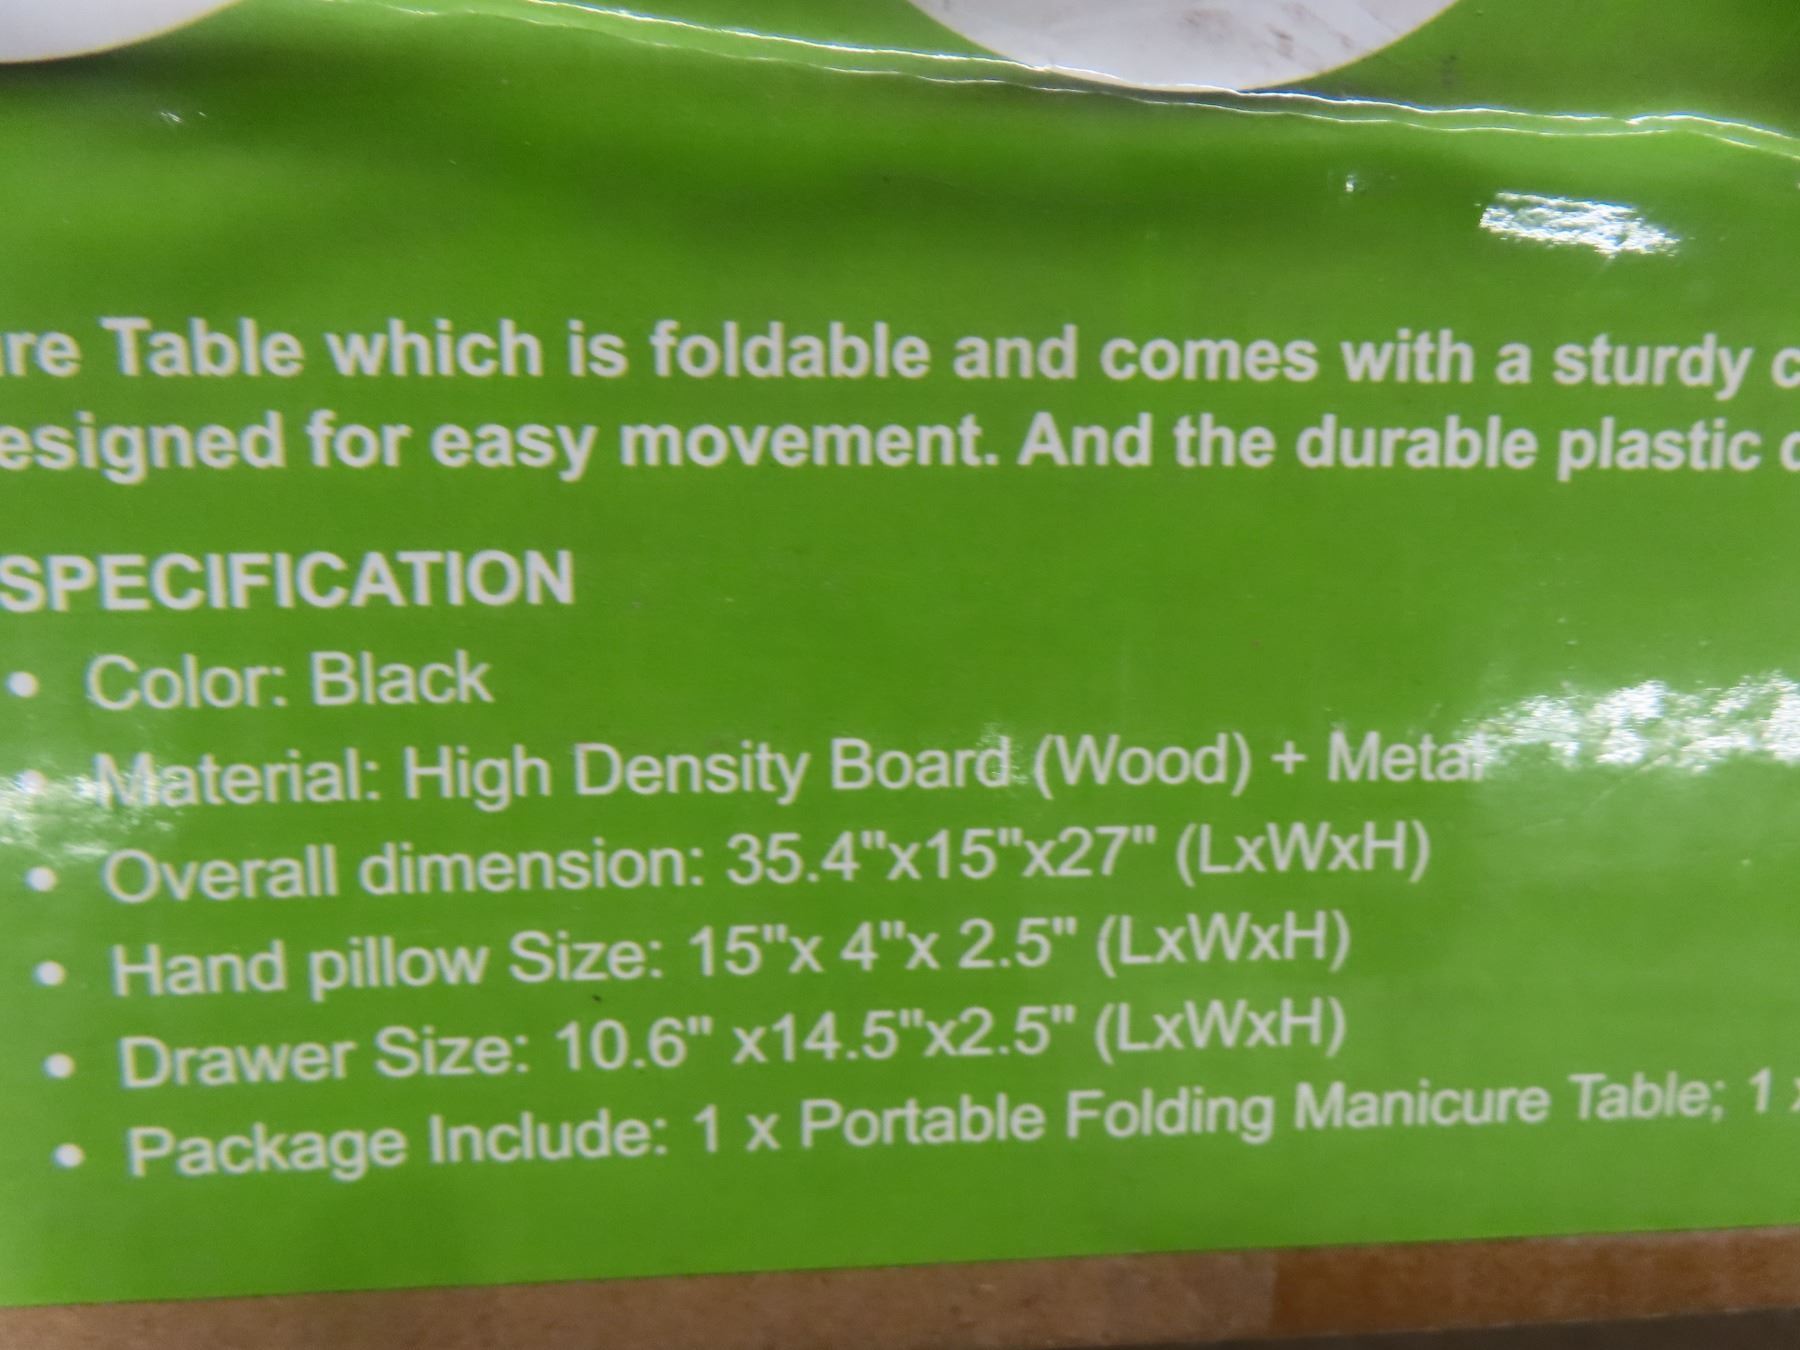 Table which is foldable and comes with a sturdy
for easy movement. And the durable plastic
SPECIFICATION
• Color: Black
• Material: High Density Board (Wood) + Metal
• Overall dimension: 35.4"x15"x27" (LxWxH)
• Hand pillow Size: 15"x 4"x 2.5" (LxWxH)
• Drawer Size: 10.6" x14.5"x2.5" (LxWxH)
• Package Include: 1 x Portable Folding Manicure Table; 1